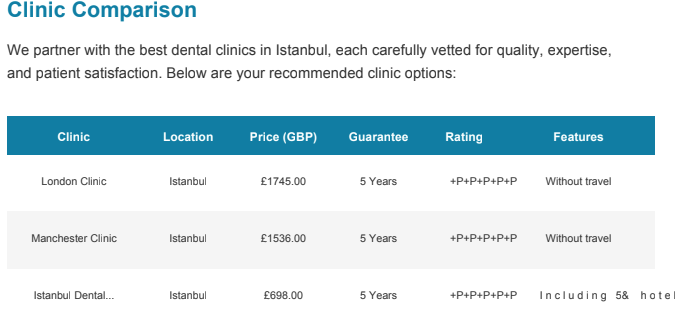 Clinic Comparison
We partner with the best dental clinics in Istanbul, each carefully vetted for quality, expertise,
and patient satisfaction. Below are your recommended clinic options:
Clinic Location Price (GBP) Guarantee Rating Features
London Clinic Istanbul £1745.00 5 Years +P+P+P+P+P Without travel
Manchester Clinic Istanbul £1536.00 5 Years +P+P+P+P+P Without travel
Istanbul Dental... Istanbul £698.00 5 Years +P+P+P+P+P Including 5& hotel